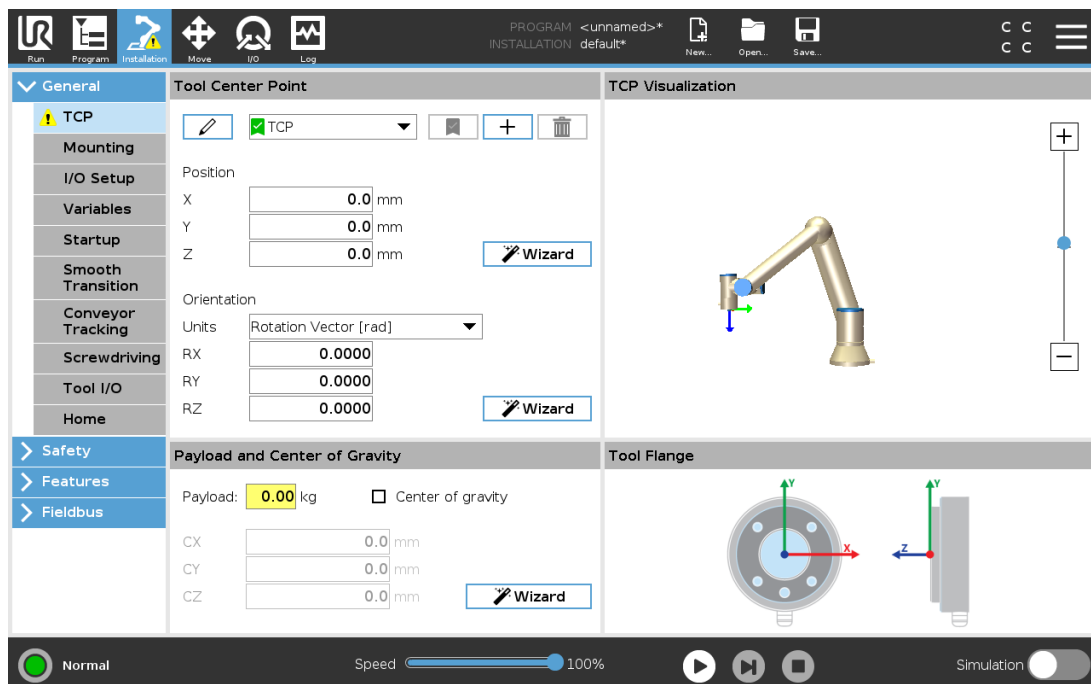 PROGRAM <unnamed>*
INSTALLATION default*
Run
Program
Installation
Move
I/O
Log
New...
Open...
Save...
C C
C C
General
TCP
Mounting
I/O Setup
Variables
Startup
Smooth
Transition
Conveyor
Tracking
Screwdriving
Tool I/O
Home
Safety
Features
Fieldbus
Tool Center Point
TCP
Position
X 0.0 mm
Y 0.0 mm
Z 0.0 mm
Wizard
Orientation
Units Rotation Vector [rad]
RX 0.0000
RY 0.0000
RZ 0.0000
Wizard
Payload and Center of Gravity
Payload: 0.00 kg Center of gravity
CX 0.0 mm
CY 0.0 mm
CZ 0.0 mm
Wizard
TCP Visualization
Tool Flange
Y
X
Y
Z
Normal
Speed 100%
Simulation